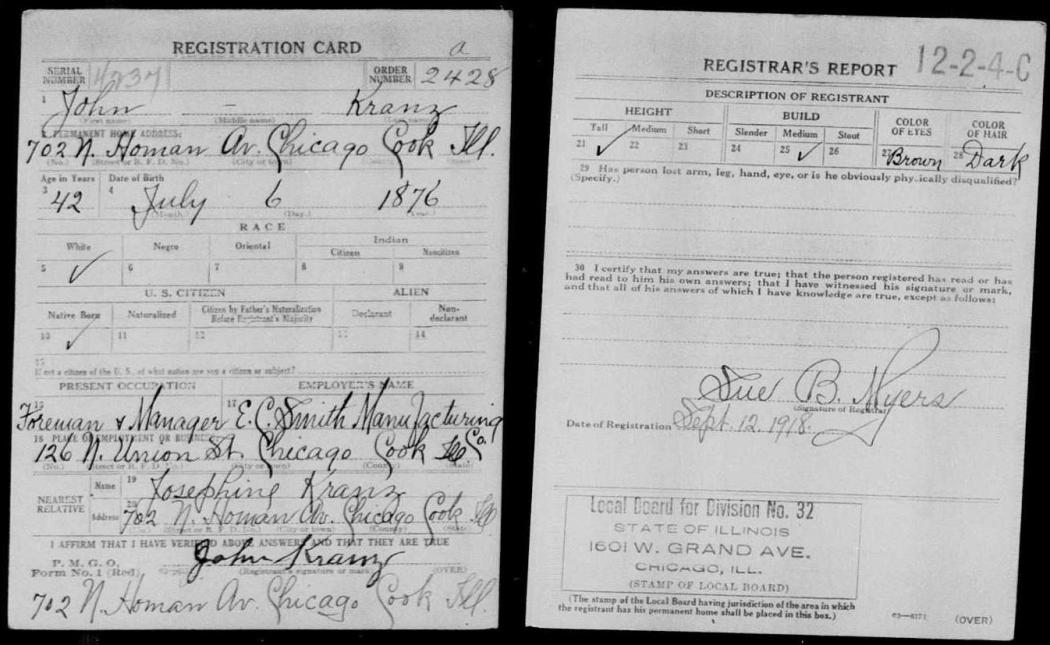 REGISTRATION CARD a
SERIAL NUMBER ORDER NUMBER 2428
1 John – Kranz
(First name) (Middle name) (Last name)
2 PERMANENT HOME ADDRESS:
702 N. Homan Av. Chicago Cook Ill.
(No.) (Street or R. F. D. No.) (City or town) (County) (State)
Age in Years Date of Birth
3 42 4 July 6 1876
(Month.) (Day.) (Year.)
RACE
White Negro Oriental Indian
Citizen Noncitizen
5 ✓ 6 7 8 9
U. S. CITIZEN ALIEN
Native Born Naturalized Citizen by Father's Naturalization Before Registrant's Majority Declarant Non-declarant
10 ✓ 11 12 13 14
15
If not a citizen of the U. S., of what nation are you a citizen or subject?
PRESENT OCCUPATION EMPLOYER'S NAME
16 Foreman & Manager 17 E. C. Smith Manufacturing Co.
18 PLACE OF EMPLOYMENT OR BUSINESS
126 N. Union St. Chicago Cook Ill
(No.) (Street or R. F. D. No.) (City or town) (County) (State)
NEAREST RELATIVE Name 19 Josephine Kranz
Address 20 702 N. Homan Av. Chicago Cook Ill
(No.) (Street or R. F. D. No.) (City or town) (County) (State)
I AFFIRM THAT I HAVE VERIFIED ABOVE ANSWERS AND THAT THEY ARE TRUE
P. M. G. O.
Form No. 1 (Red) John Kranz
(Registrant's signature or mark) (OVER)
702 N. Homan Av. Chicago Cook Ill.
REGISTRAR'S REPORT 12-2-4-C
DESCRIPTION OF REGISTRANT
HEIGHT BUILD COLOR OF EYES COLOR OF HAIR
Tall Medium Short Slender Medium Stout
21 ✓ 22 23 24 25 ✓ 26 27 Brown 28 Dark
29 Has person lost arm, leg, hand, eye, or is he obviously physically disqualified?
(Specify.)
30 I certify that my answers are true; that the person registered has read or has
had read to him his own answers; that I have witnessed his signature or mark,
and that all of his answers of which I have knowledge are true, except as follows:
Sue B. Myers
(Signature of Registrar)
Date of Registration Sept. 12, 1918.
Local Board for Division No. 32
STATE OF ILLINOIS
1601 W. GRAND AVE.
CHICAGO, ILL.
(STAMP OF LOCAL BOARD)
(The stamp of the Local Board having jurisdiction of the area in which
the registrant has his permanent home shall be placed in this box.)
03—6171 (OVER)